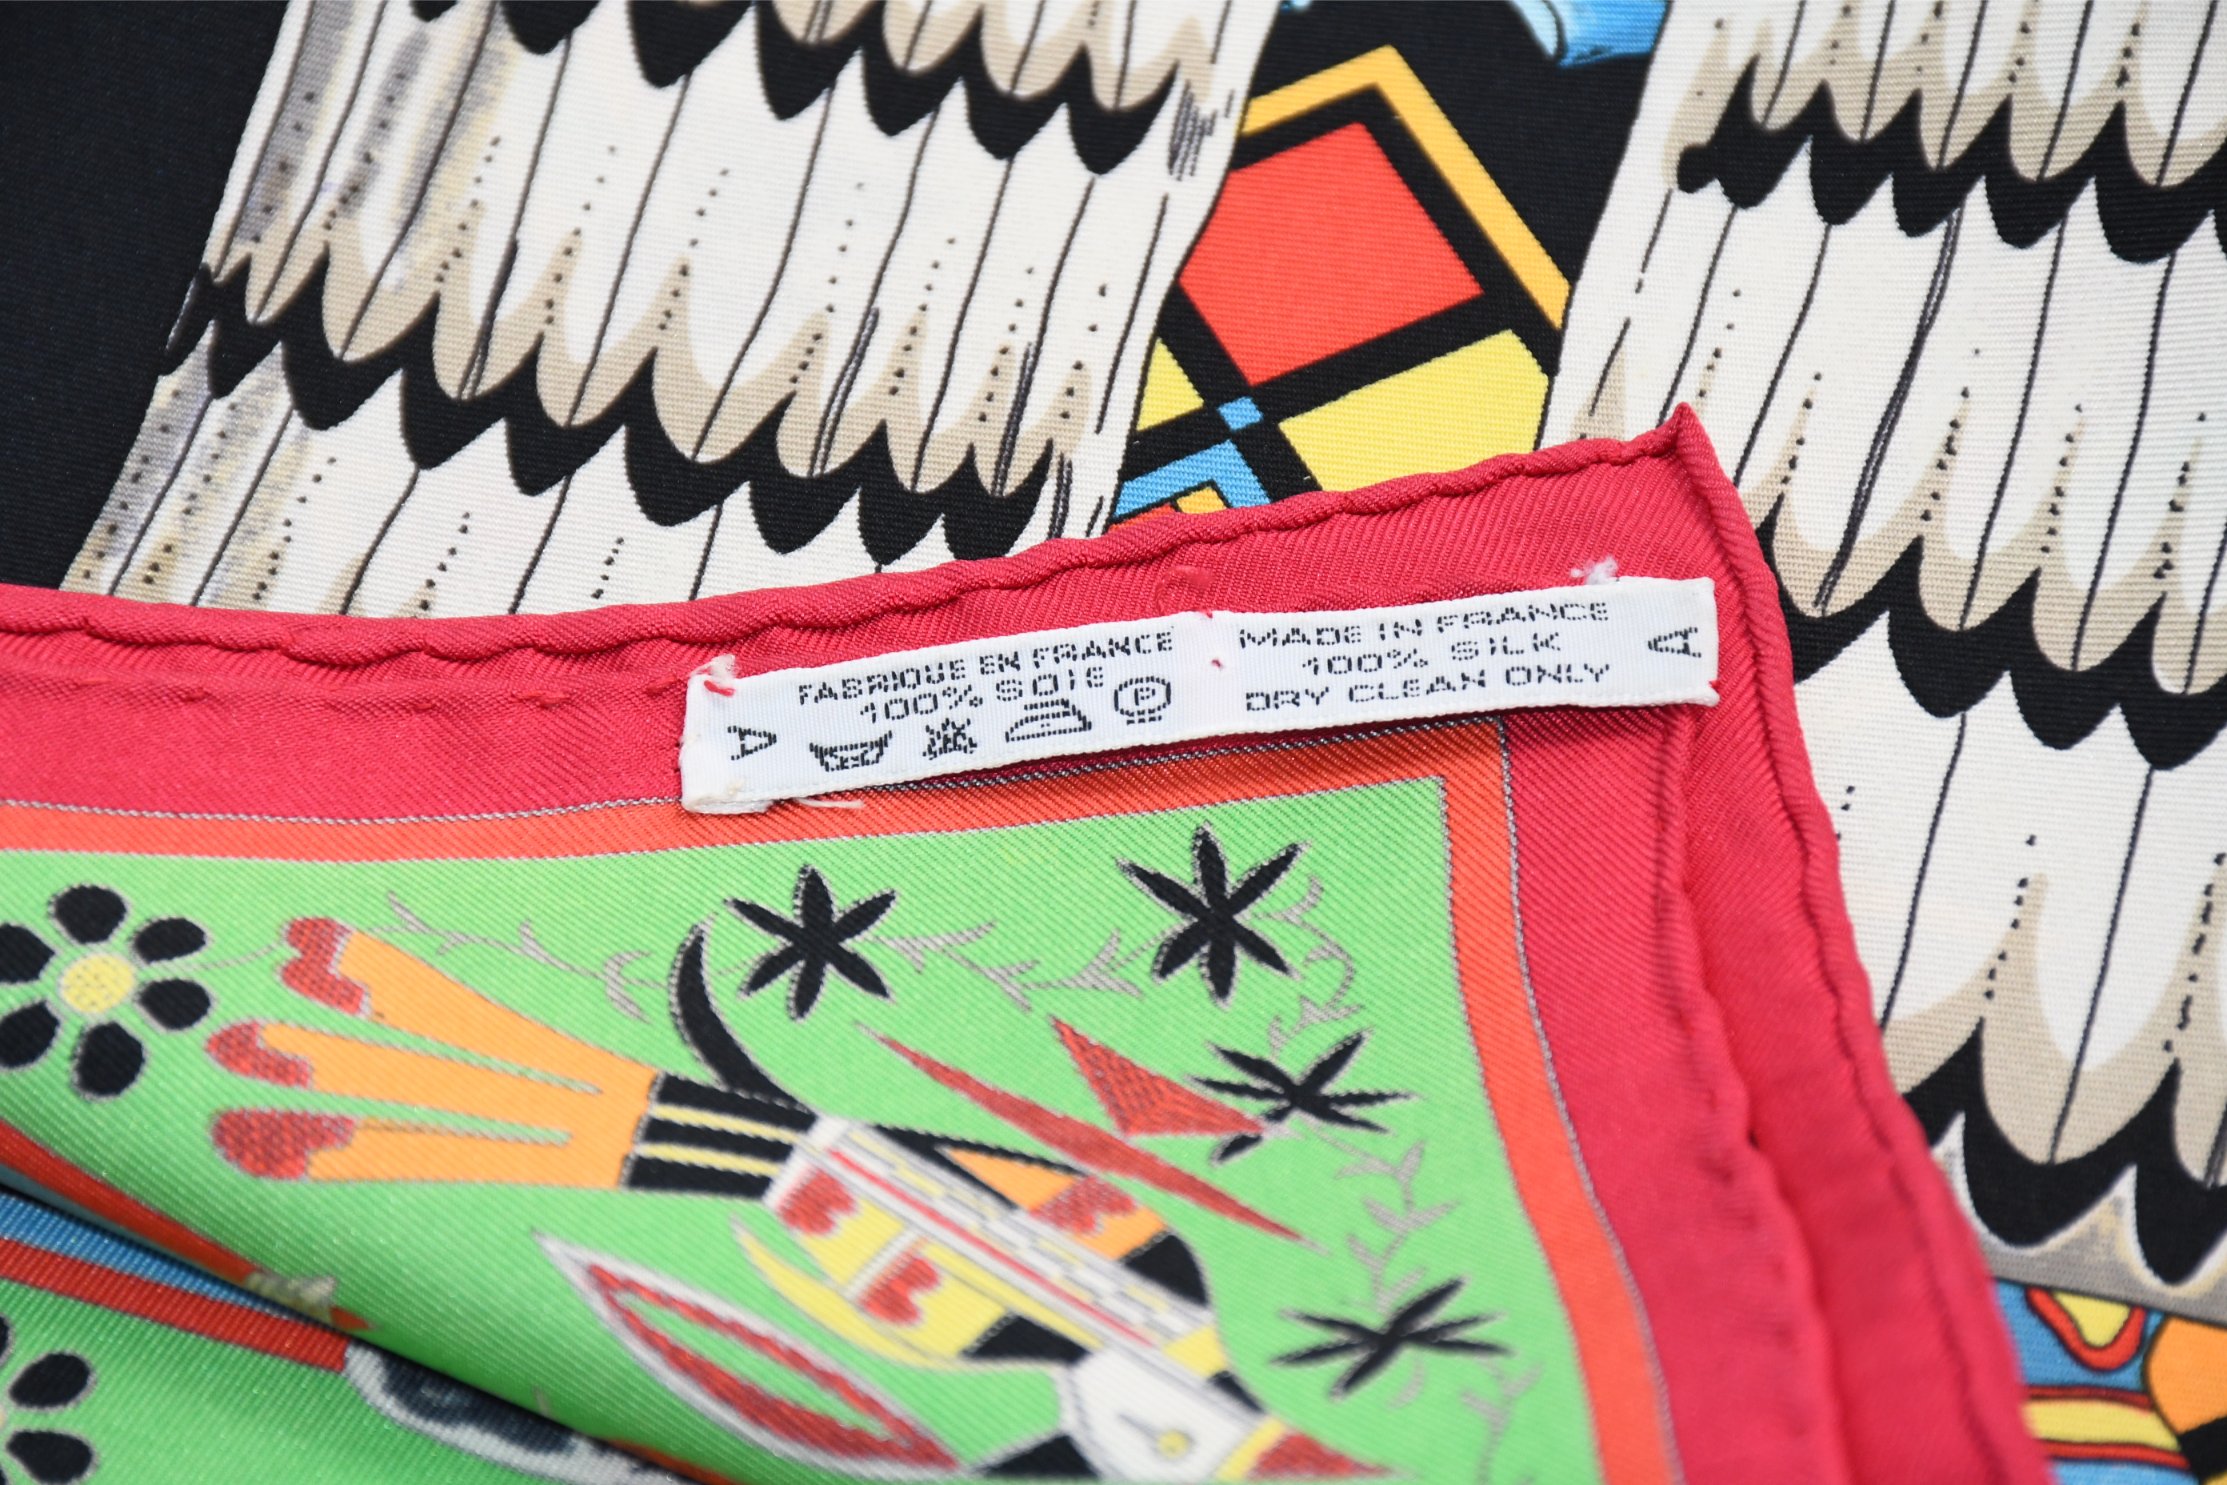 A
FABRIQUE EN FRANCE
100% SOIE
P
MADE IN FRANCE
100% SILK
DRY CLEAN ONLY
A